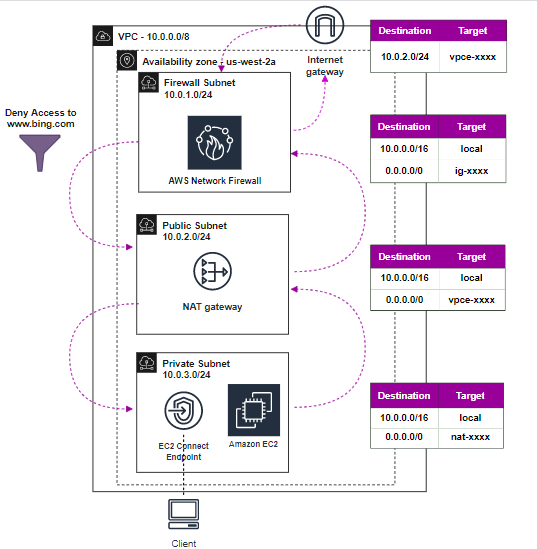 VPC - 10.0.0.0/8
Availability zone - us-west-2a
Internet
gateway
Destination Target
10.0.2.0/24 vpce-xxxx
Deny Access to
www.bing.com
Firewall Subnet
10.0.1.0/24
AWS Network Firewall
Destination Target
10.0.0.0/16 local
0.0.0.0/0 ig-xxxx
Public Subnet
10.0.2.0/24
NAT gateway
Destination Target
10.0.0.0/16 local
0.0.0.0/0 vpce-xxxx
Private Subnet
10.0.3.0/24
EC2 Connect
Endpoint
Amazon EC2
Destination Target
10.0.0.0/16 local
0.0.0.0/0 nat-xxxx
Client